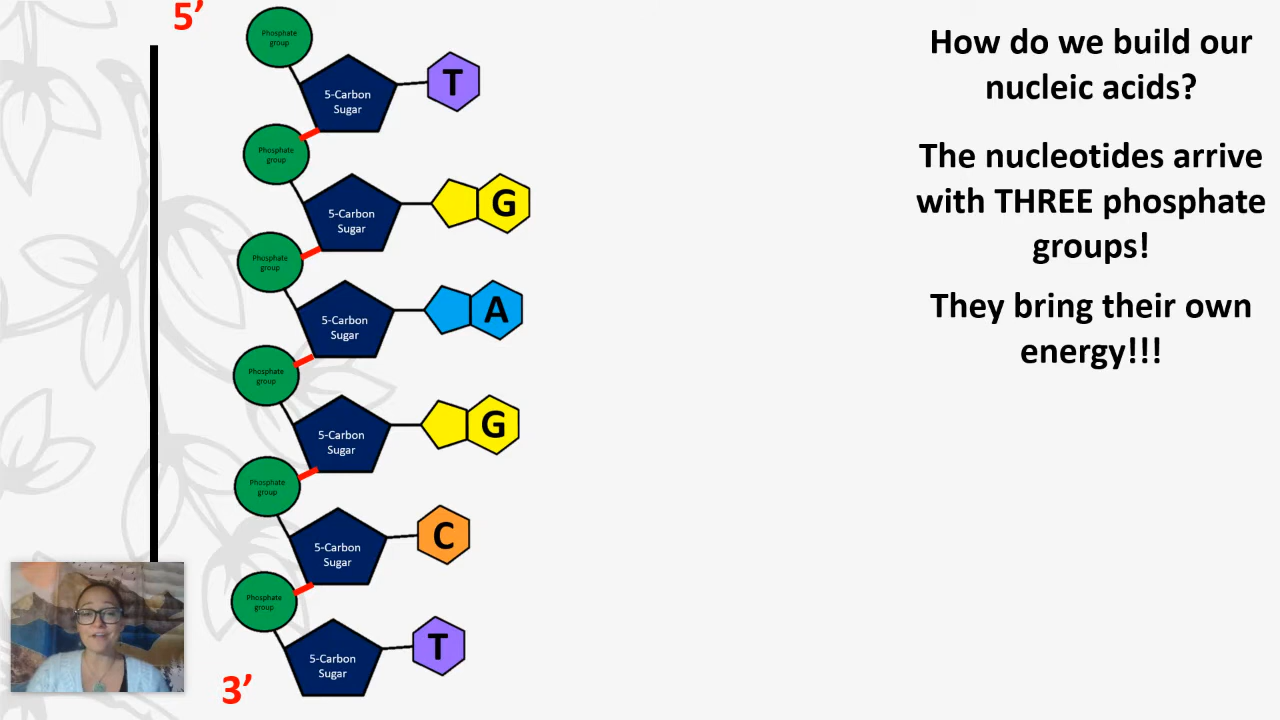 5’
Phosphate
group
5-Carbon
Sugar
T
Phosphate
group
5-Carbon
Sugar
G
Phosphate
group
5-Carbon
Sugar
A
Phosphate
group
5-Carbon
Sugar
G
Phosphate
group
5-Carbon
Sugar
C
Phosphate
group
5-Carbon
Sugar
T
3’
How do we build our
nucleic acids?
The nucleotides arrive
with THREE phosphate
groups!
They bring their own
energy!!!